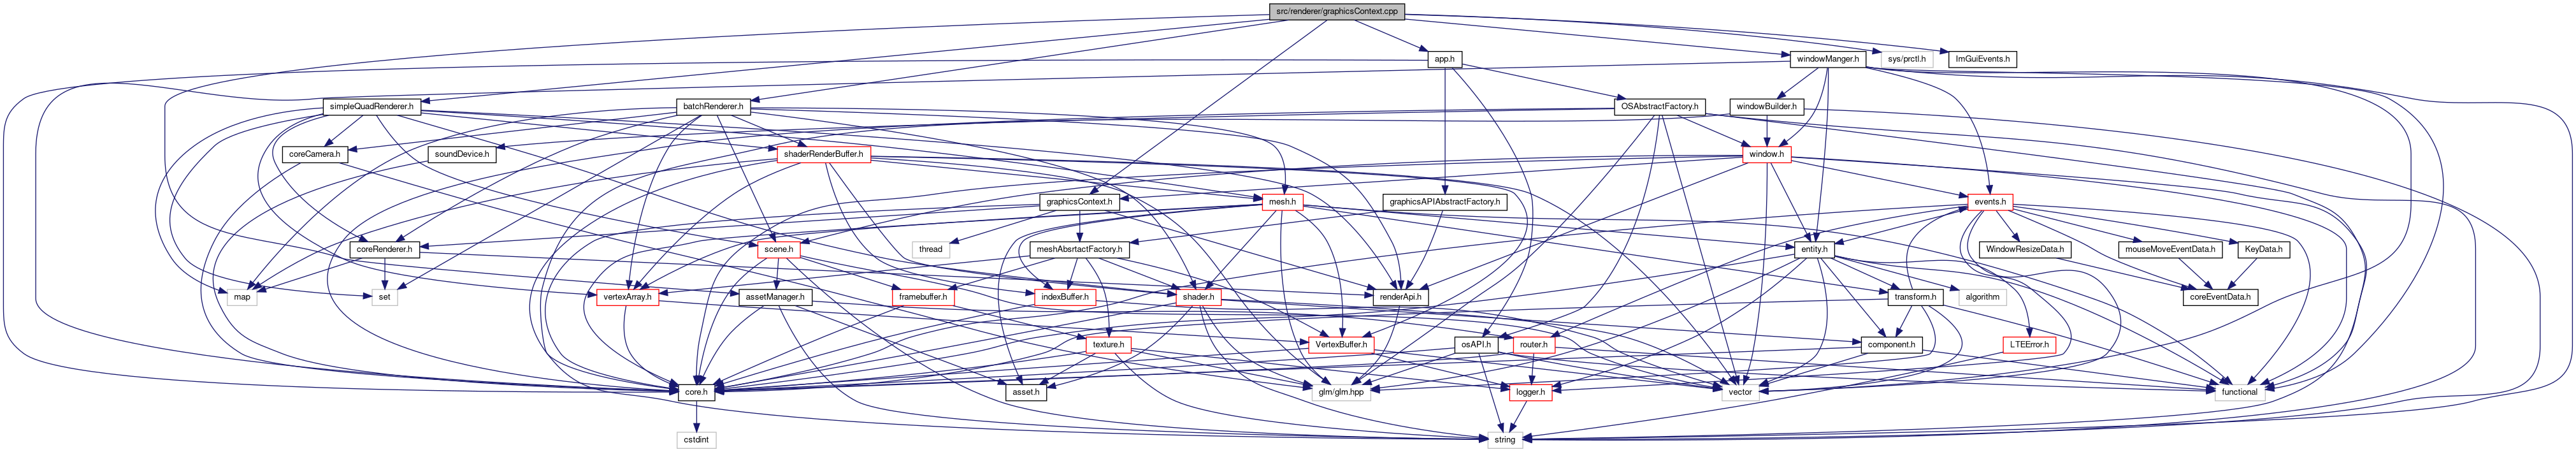 src/renderer/graphicsContext.cpp
app.h
windowManger.h
sys/prctl.h
ImGuiEvents.h
simpleQuadRenderer.h
batchRenderer.h
OSAbstractFactory.h
windowBuilder.h
coreCamera.h
soundDevice.h
shaderRenderBuffer.h
window.h
graphicsContext.h
mesh.h
graphicsAPIAbstractFactory.h
events.h
coreRenderer.h
scene.h
thread
meshAbsrtactFactory.h
entity.h
WindowResizeData.h
mouseMoveEventData.h
KeyData.h
map
set
vertexArray.h
assetManager.h
framebuffer.h
indexBuffer.h
shader.h
renderApi.h
transform.h
algorithm
coreEventData.h
texture.h
VertexBuffer.h
osAPI.h
router.h
component.h
LTEError.h
core.h
asset.h
glm/glm.hpp
logger.h
vector
functional
cstdint
string